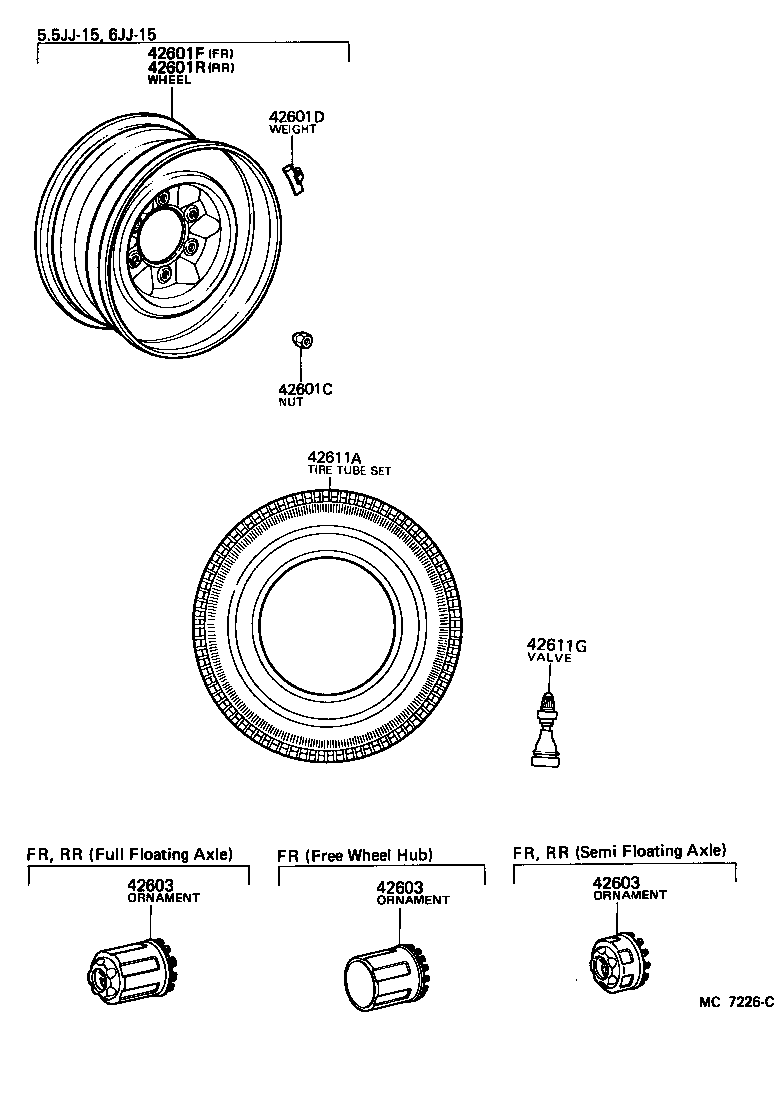 5.5JJ-15, 6JJ-15
42601F (FR)
42601R (RR)
WHEEL
42601D
WEIGHT
42601C
NUT
42611A
TIRE TUBE SET
42611G
VALVE
FR, RR (Full Floating Axle)
42603
ORNAMENT
FR (Free Wheel Hub)
42603
ORNAMENT
FR, RR (Semi Floating Axle)
42603
ORNAMENT
MC 7226-C